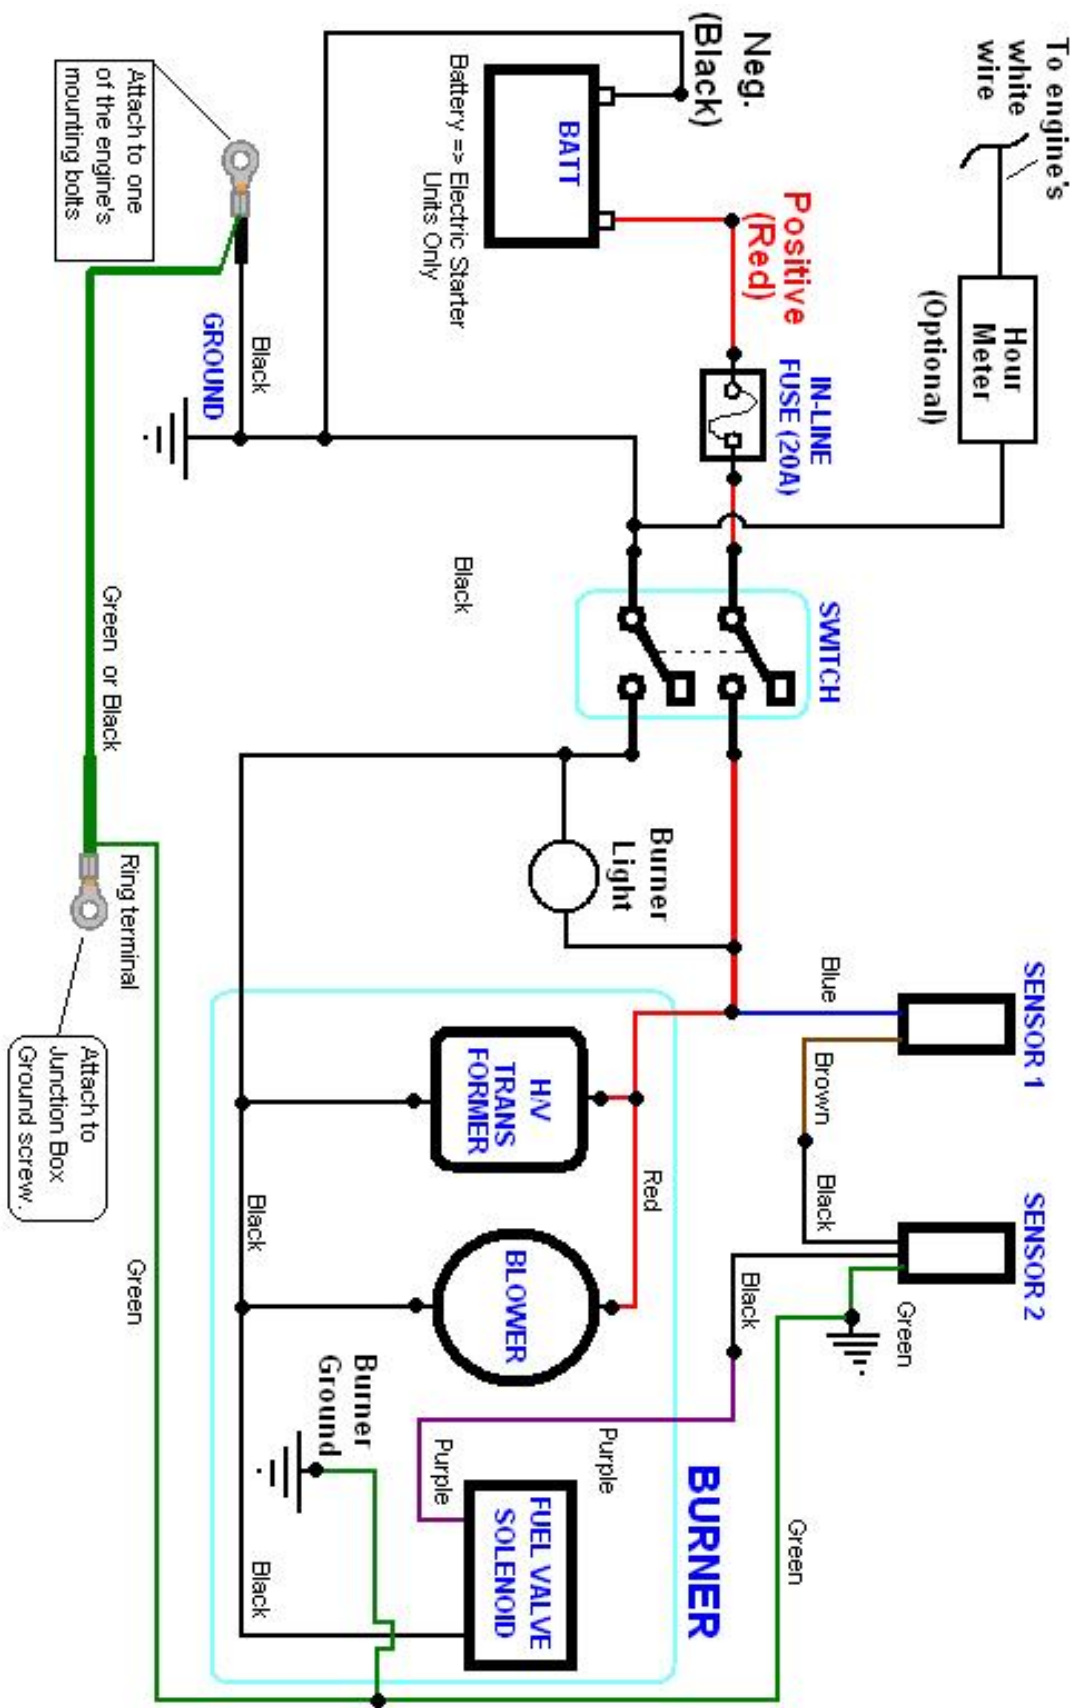 To engine's
white
wire
Hour
Meter
(Optional)
Neg.
(Black)
Positive
(Red)
BATT
Battery => Electric Starter
Units Only
IN-LINE
FUSE (20A)
SWITCH
Black
Attach to one
of the engine's
mounting bolts
Black
GROUND
Green or Black
Ring terminal
Attach to
Junction Box
Ground screw.
Burner
Light
SENSOR 1
Blue
Brown
Black
SENSOR 2
Black
Green
H/V
TRANS
FORMER
Red
BLOWER
Black
Green
Burner
Ground
Purple
Purple
BURNER
FUEL VALVE
SOLENOID
Black
Green